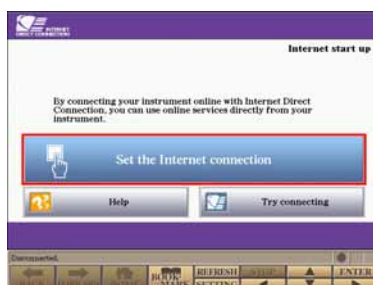 INTERNET
DIRECT CONNECTION
Internet start up
By connecting your instrument online with Internet Direct
Connection, you can use online services directly from your
instrument.
Set the Internet connection
Help
Try connecting
Disconnected.
BOOK-
MARK
REFRESH
SETTING
STOP
ENTER